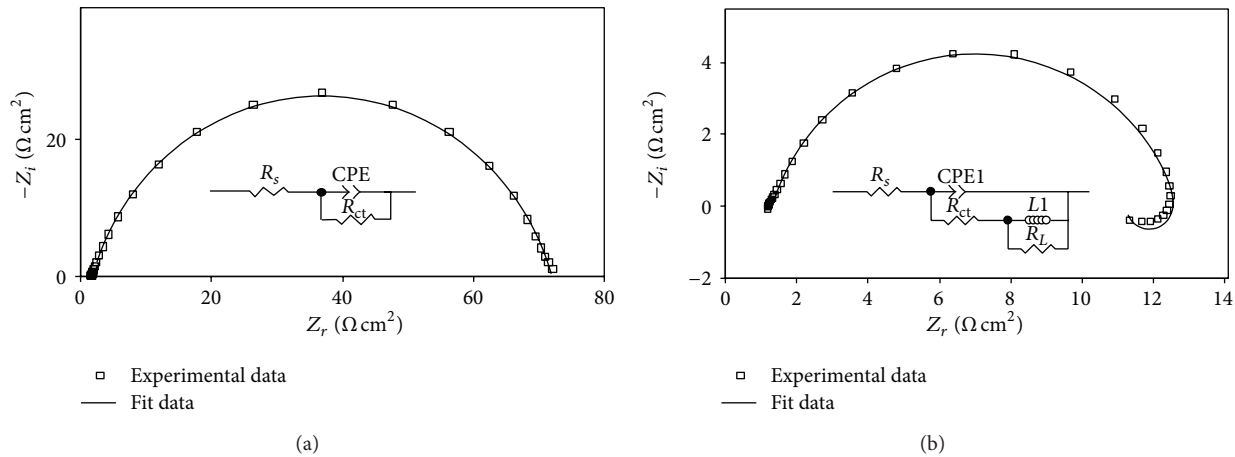 −Z_i (Ω cm²)
20
0
R_s
CPE
R_ct
0
20
40
60
80
Z_r (Ω cm²)
Experimental data
Fit data
(a)
−Z_i (Ω cm²)
4
2
0
−2
R_s
CPE1
R_ct
L1
R_L
0
2
4
6
8
10
12
14
Z_r (Ω cm²)
Experimental data
Fit data
(b)